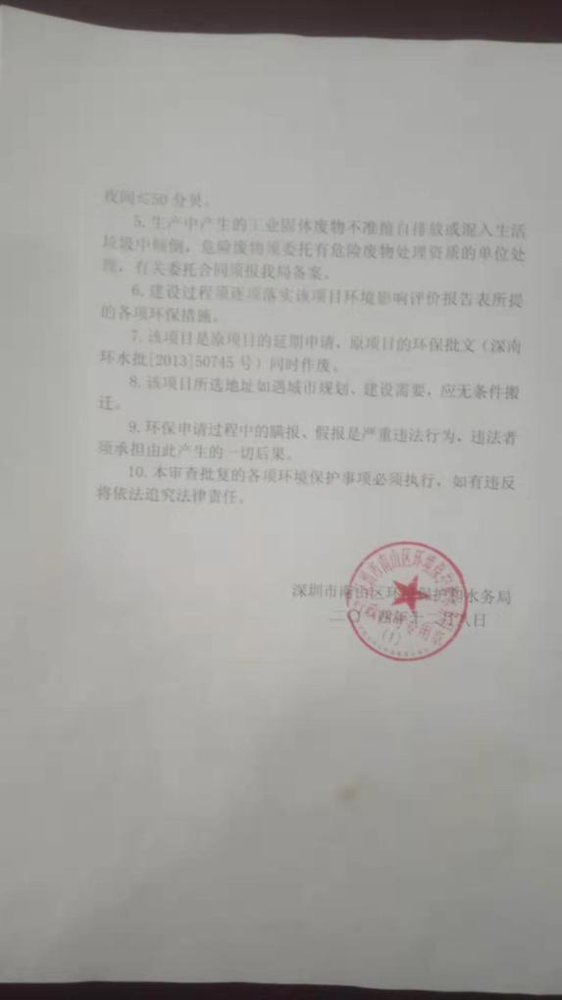 夜间≤50 分贝。
5. 生产中产生的工业固体废物不准擅自排放或混入生活
垃圾中倾倒，危险废物须委托有危险废物处理资质的单位处
理，有关委托合同须报我局备案。
6. 建设过程须逐项落实该项目环境影响评价报告表所提
的各项环保措施。
7. 该项目是原项目的延期申请，原项目的环保批文（深南
环水批[2013]50745 号）同时作废。
8. 该项目所选地址如遇城市规划、建设需要，应无条件搬
迁。
9. 环保申请过程中的瞒报、假报是严重违法行为，违法者
须承担由此产生的一切后果。
10. 本审查批复的各项环境保护事项必须执行，如有违反
将依法追究法律责任。
深圳市南山区环境保护和水务局
二〇一四年十二月八日
(1)